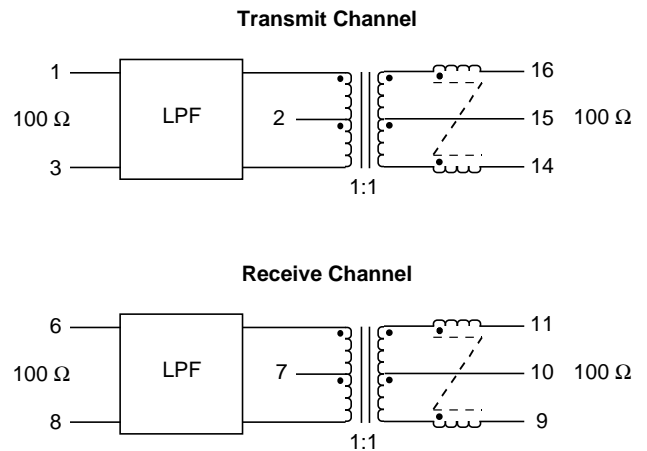 Transmit Channel
1
16
100 Ω
LPF
2
15
100 Ω
3
14
1:1
Receive Channel
6
11
100 Ω
LPF
7
10
100 Ω
8
9
1:1